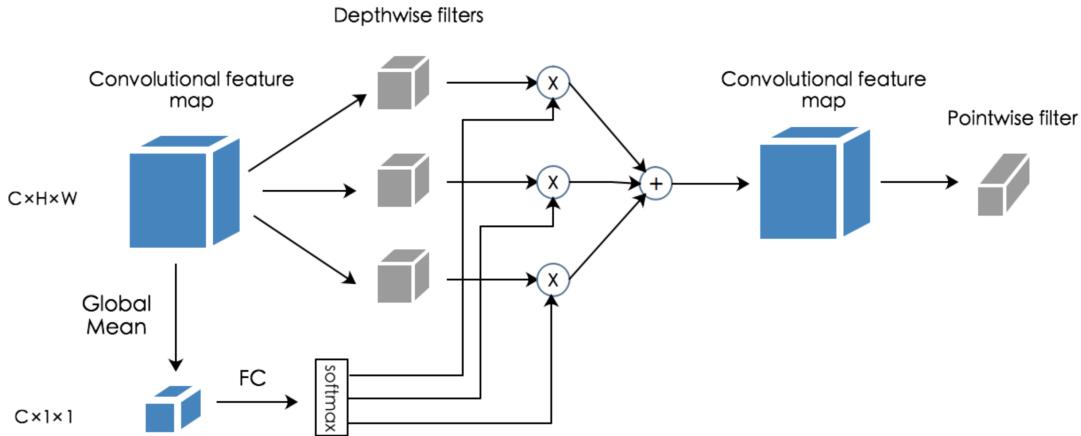 Depthwise filters
Convolutional feature
map
Convolutional feature
map
Pointwise filter
C×H×W
X
X
+
X
Global
Mean
FC
softmax
C×1×1